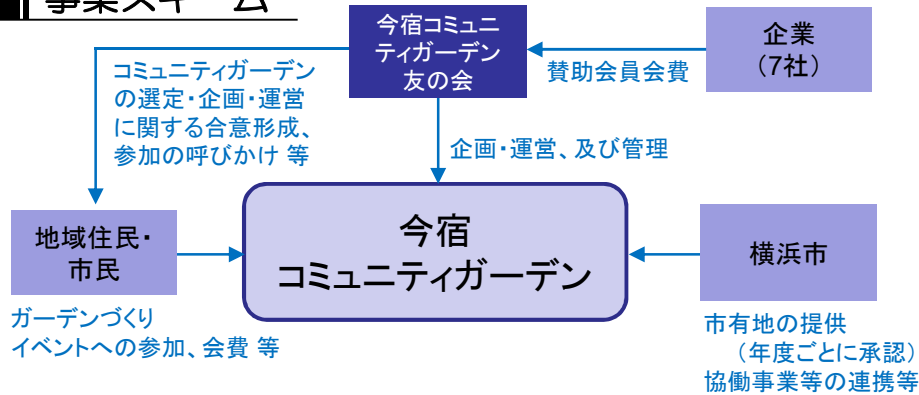 事業スキーム
今宿コミュニ
ティガーデン
友の会
企業
（7社）
賛助会員会費
コミュニティガーデン
の選定・企画・運営
に関する合意形成、
参加の呼びかけ 等
企画・運営、及び管理
地域住民・
市民
今宿
コミュニティガーデン
横浜市
ガーデンづくり
イベントへの参加、会費 等
市有地の提供
（年度ごとに承認）
協働事業等の連携等